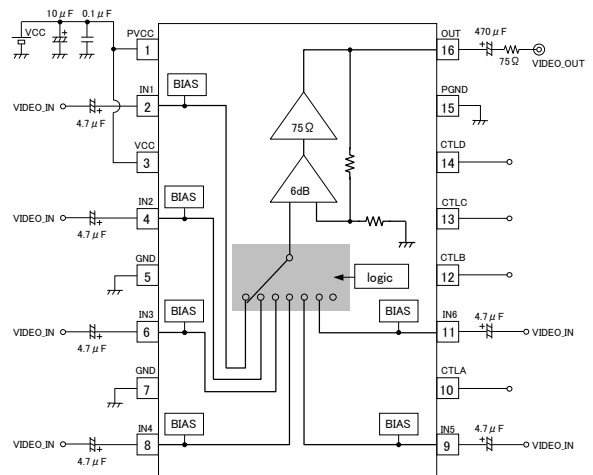 10μF 0.1μF
VCC
PVCC
1
IN1
BIAS
VIDEO_IN
4.7μF
2
VCC
3
IN2
BIAS
VIDEO_IN
4.7μF
4
GND
5
IN3
BIAS
VIDEO_IN
4.7μF
6
GND
7
IN4
BIAS
VIDEO_IN
4.7μF
8
75Ω
6dB
logic
OUT
16
470μF
75Ω
VIDEO_OUT
PGND
15
CTLD
14
CTLC
13
CTLB
12
BIAS
IN6
11
4.7μF
VIDEO_IN
CTLA
10
BIAS
IN5
9
4.7μF
VIDEO_IN